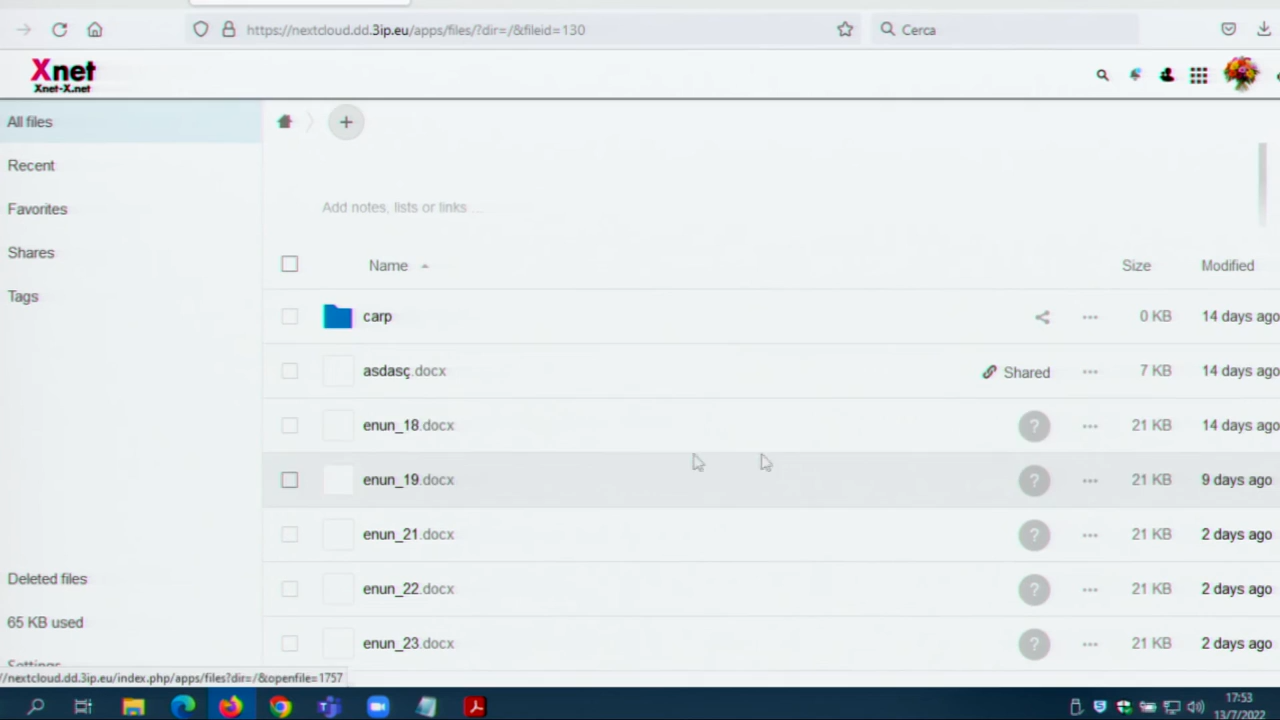 https://nextcloud.dd.3ip.eu/apps/files/?dir=/&fileid=130
Cerca
Xnet
Xnet-X.net
All files
Recent
Favorites
Shares
Tags
Deleted files
65 KB used
Settings
Add notes, lists or links ...
Name Size Modified
carp 0 KB 14 days ago
asdasç.docx Shared 7 KB 14 days ago
enun_18.docx ? 21 KB 14 days ago
enun_19.docx ? 21 KB 9 days ago
enun_21.docx ? 21 KB 2 days ago
enun_22.docx ? 21 KB 2 days ago
enun_23.docx ? 21 KB 2 days ago
//nextcloud.dd.3ip.eu/index.php/apps/files?dir=/&openfile=1757
17:53
13/7/2022